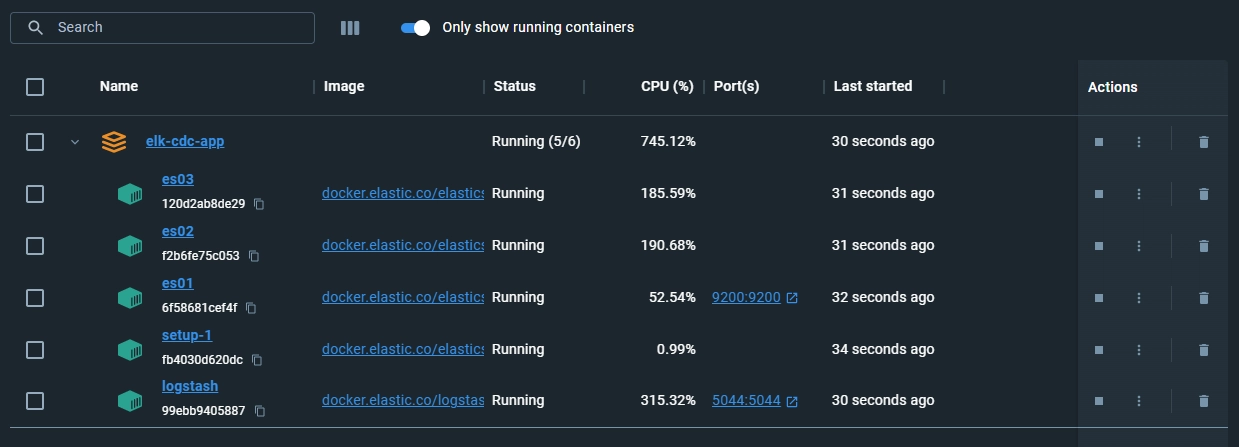 Search
Only show running containers
Name Image Status CPU (%) Port(s) Last started Actions
elk-cdc-app Running (5/6) 745.12% 30 seconds ago
es03
docker.elastic.co/elastics Running 185.59% 31 seconds ago
120d2ab8de29
es02
docker.elastic.co/elastics Running 190.68% 31 seconds ago
f2b6fe75c053
es01
docker.elastic.co/elastics Running 52.54% 9200:9200 32 seconds ago
6f58681cef4f
setup-1
docker.elastic.co/elastics Running 0.99% 34 seconds ago
fb4030d620dc
logstash
docker.elastic.co/logstas Running 315.32% 5044:5044 30 seconds ago
99ebb9405887